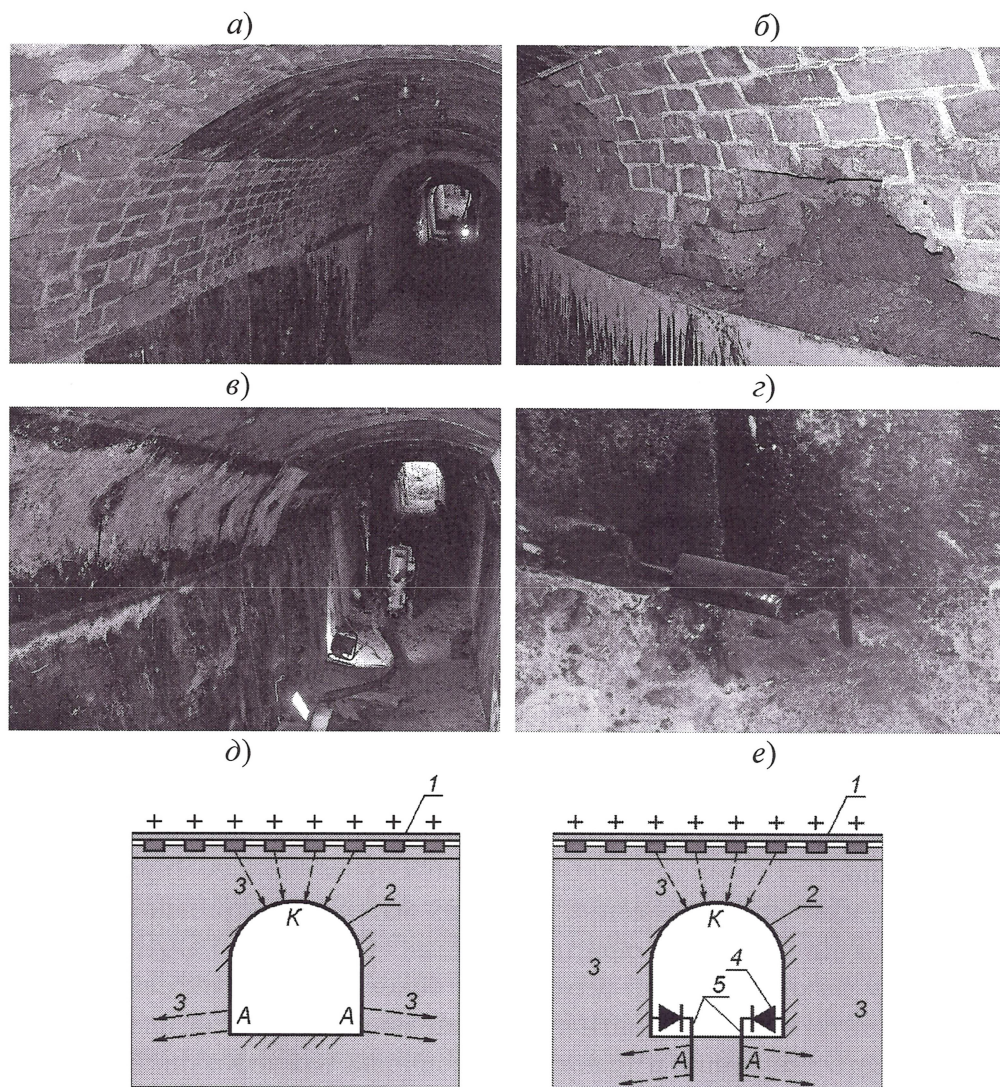 а) б)
в) г)
д) е)
1 1
+ + + + + + + + + + + + + + + +
3 2 3 2
К К
3 4 3
3 3 5
А А
А А